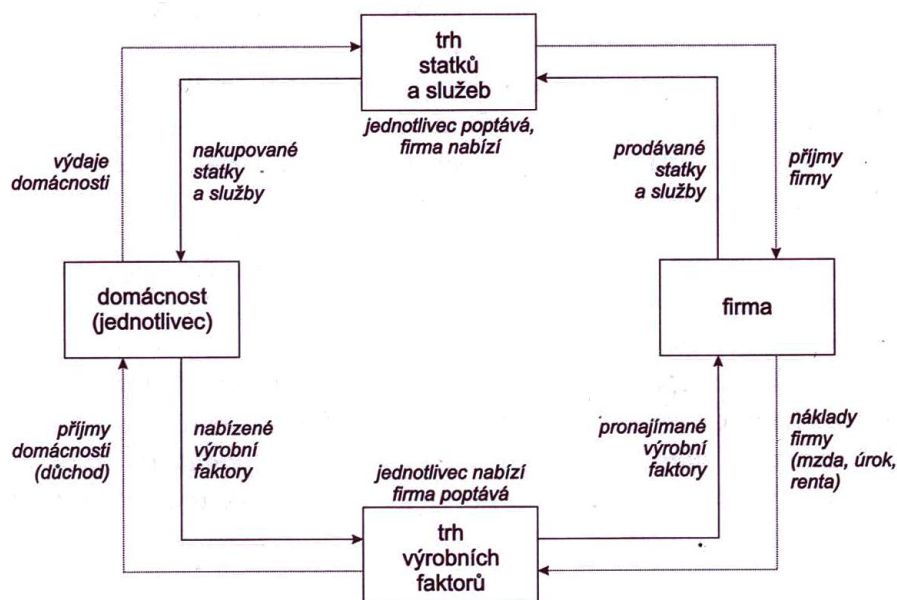 trh
statků
a služeb
jednotlivec poptává,
firma nabízí
výdaje
domácnosti
nakupované
statky
a služby
prodávané
statky
a služby
příjmy
firmy
domácnost
(jednotlivec)
firma
příjmy
domácnosti
(důchod)
nabízené
výrobní
faktory
pronajímané
výrobní
faktory
náklady
firmy
(mzda, úrok,
renta)
jednotlivec nabízí
firma poptává
trh
výrobních
faktorů